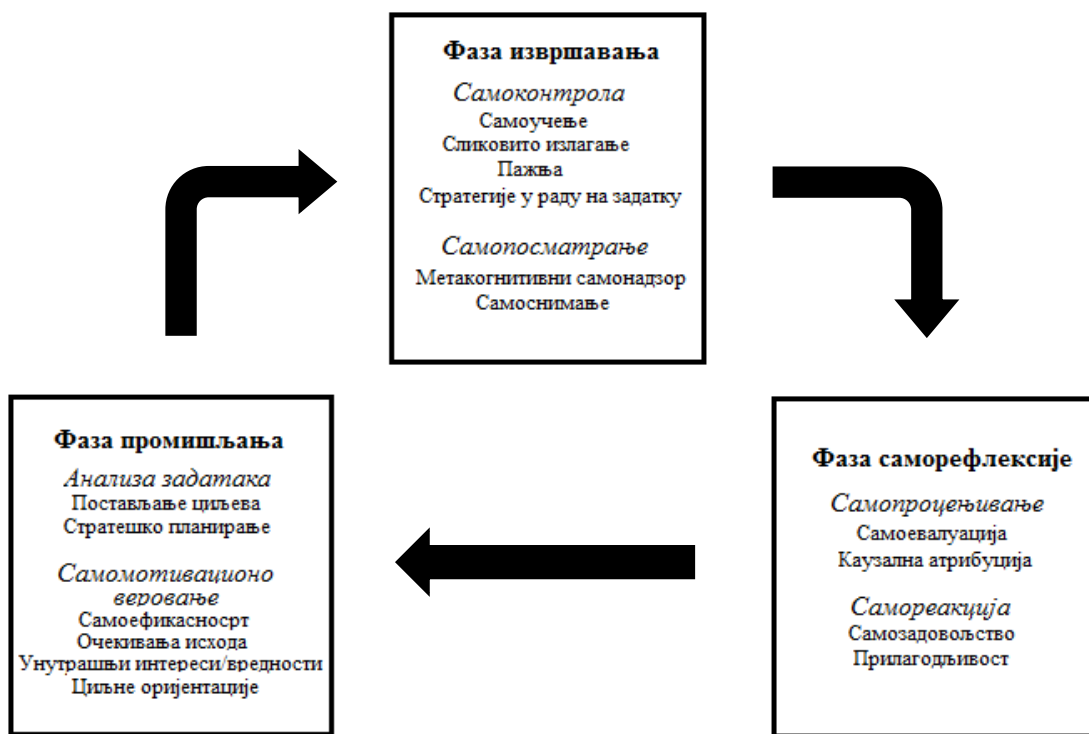 Фаза извршавања
Самоконтрола
Самоучење
Сликовито излагање
Пажња
Стратегије у раду на задатку
Самопосматрање
Метакогнитивни самонадзор
Самоснимање
Фаза промишљања
Анализа задатака
Постављање циљева
Стратешко планирање
Самомотивационо
веровање
Самоефикасносрт
Очекивања исхода
Унутрашњи интереси/вредности
Циљне оријентације
Фаза саморефлексије
Самопроцењивање
Самоевалуација
Каузална атрибуција
Самореакција
Самозадовољство
Прилагодљивост